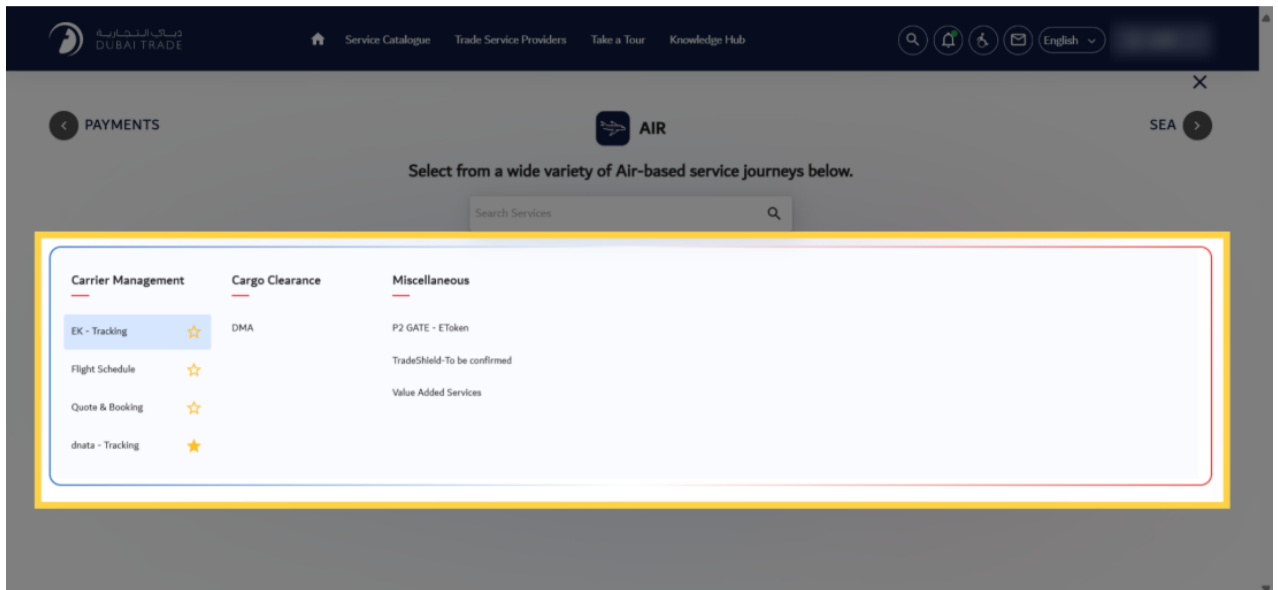 دبـي التـجـاريـة
DUBAI TRADE
Service Catalogue
Trade Service Providers
Take a Tour
Knowledge Hub
English
PAYMENTS
AIR
SEA
Select from a wide variety of Air-based service journeys below.
Search Services
Carrier Management
EK - Tracking
Flight Schedule
Quote & Booking
dnata - Tracking
Cargo Clearance
DMA
Miscellaneous
P2 GATE - EToken
TradeShield-To be confirmed
Value Added Services